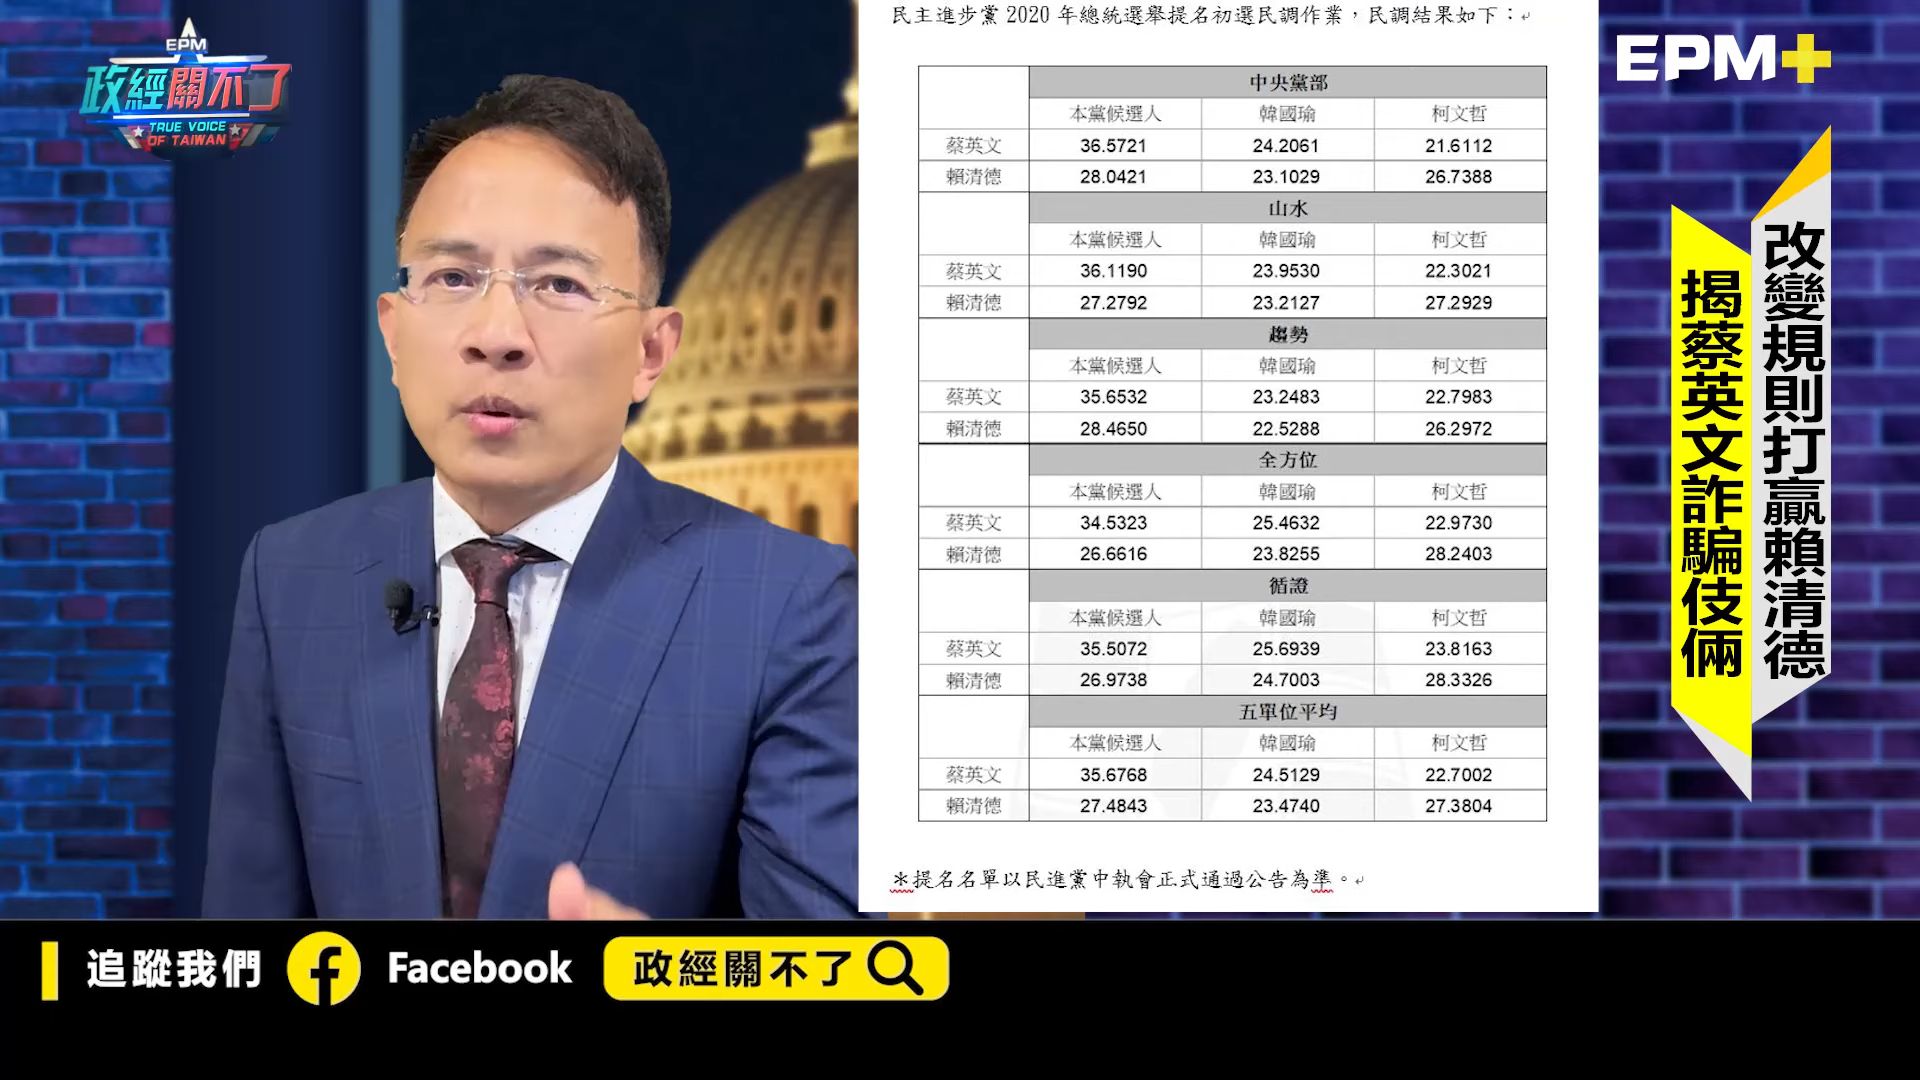 EPM
政經關不了
TRUE VOICE
OF TAIWAN
民主進步黨 2020 年總統選舉提名初選民調作業，民調結果如下：
中央黨部
本黨候選人 韓國瑜 柯文哲
蔡英文 36.5721 24.2061 21.6112
賴清德 28.0421 23.1029 26.7388
山水
本黨候選人 韓國瑜 柯文哲
蔡英文 36.1190 23.9530 22.3021
賴清德 27.2792 23.2127 27.2929
趨勢
本黨候選人 韓國瑜 柯文哲
蔡英文 35.6532 23.2483 22.7983
賴清德 28.4650 22.5288 26.2972
全方位
本黨候選人 韓國瑜 柯文哲
蔡英文 34.5323 25.4632 22.9730
賴清德 26.6616 23.8255 28.2403
循證
本黨候選人 韓國瑜 柯文哲
蔡英文 35.5072 25.6939 23.8163
賴清德 26.9738 24.7003 28.3326
五單位平均
本黨候選人 韓國瑜 柯文哲
蔡英文 35.6768 24.5129 22.7002
賴清德 27.4843 23.4740 27.3804
＊提名名單以民進黨中執會正式通過公告為準。
EPM+
改變規則打贏賴清德
揭蔡英文詐騙伎倆
追蹤我們 Facebook 政經關不了